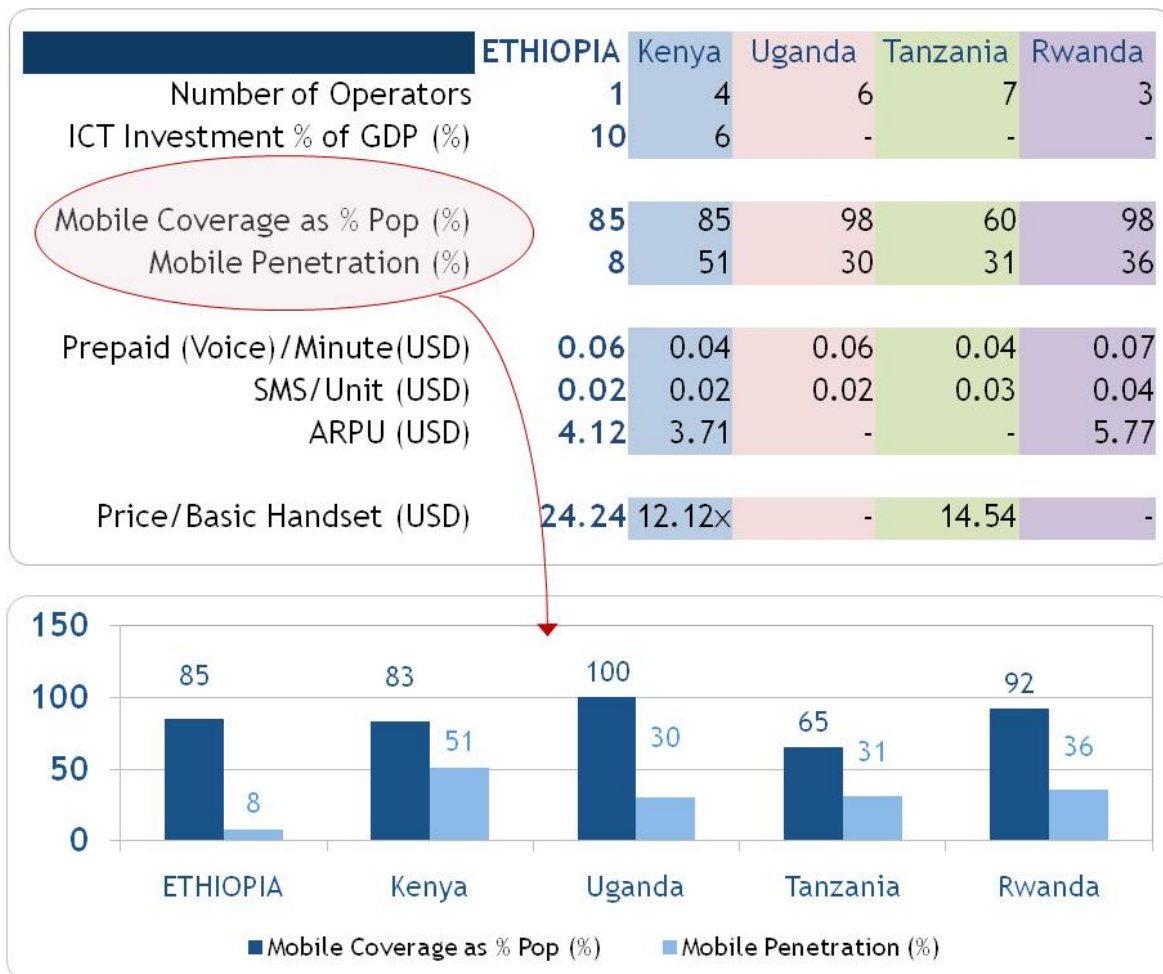 ETHIOPIA Kenya Uganda Tanzania Rwanda
Number of Operators 1 4 6 7 3
ICT Investment % of GDP (%) 10 6 - - -
Mobile Coverage as % Pop (%) 85 85 98 60 98
Mobile Penetration (%) 8 51 30 31 36
Prepaid (Voice)/Minute(USD) 0.06 0.04 0.06 0.04 0.07
SMS/Unit (USD) 0.02 0.02 0.02 0.03 0.04
ARPU (USD) 4.12 3.71 - - 5.77
Price/Basic Handset (USD) 24.24 12.12x - 14.54 -
150
100
50
0
85 8
83 51
100 30
65 31
92 36
ETHIOPIA Kenya Uganda Tanzania Rwanda
Mobile Coverage as % Pop (%) Mobile Penetration (%)